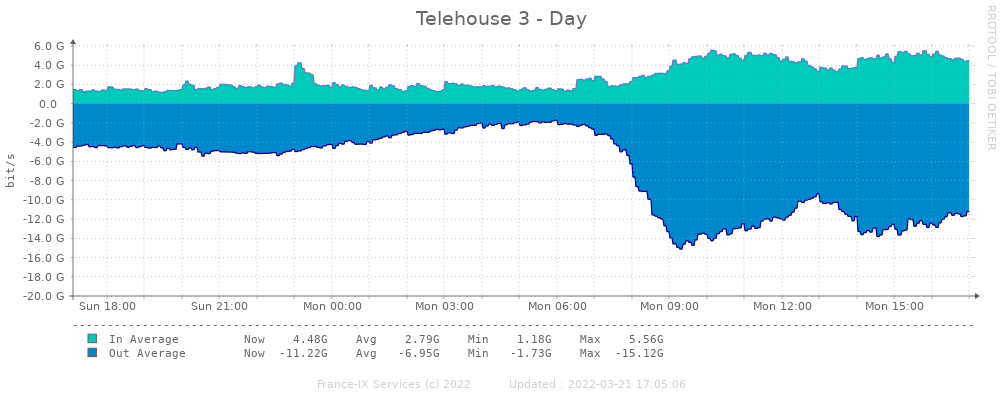 Telehouse 3 - Day
RRDTOOL / TOBI OETIKER
bit/s
6.0 G
4.0 G
2.0 G
0.0
-2.0 G
-4.0 G
-6.0 G
-8.0 G
-10.0 G
-12.0 G
-14.0 G
-16.0 G
-18.0 G
-20.0 G
Sun 18:00 Sun 21:00 Mon 00:00 Mon 03:00 Mon 06:00 Mon 09:00 Mon 12:00 Mon 15:00
In Average Now 4.48G Avg 2.79G Min 1.18G Max 5.56G
Out Average Now -11.22G Avg -6.95G Min -1.73G Max -15.12G
France-IX Services (c) 2022 Updated : 2022-03-21 17:05:06